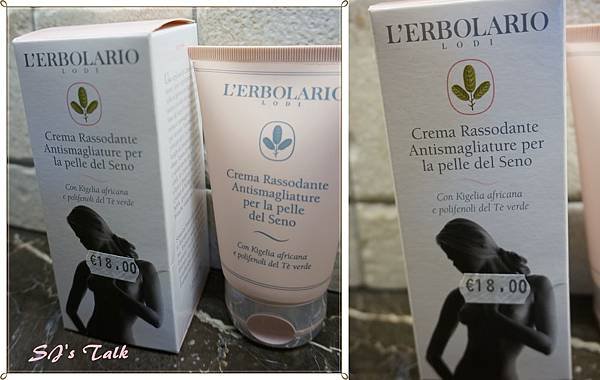 L'ERBOLARIO
LODI
Crema Rassodante
Antismagliature per
la pelle del Seno
Con Kigelia africana
e polifenoli del Tè verde
€18.00
L'ERBOLARIO
LODI
Crema Rassodante
Antismagliature
per la pelle
del Seno
Con Kigelia africana
e polifenoli del Tè verde
SJ's Talk
L'ERBOLARIO
LODI
Crema Rassodante
Antismagliature per
la pelle del Seno
Con Kigelia africana
e polifenoli del Tè verde
€18.00